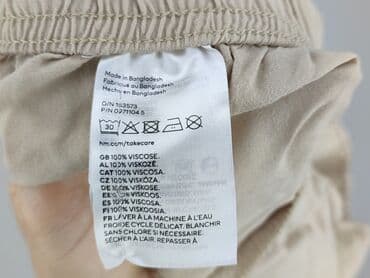 Made in Bangladesh
Fabriqué au Bangladesh
Hecho en Bangladesh
O/N 153573
P/N 0971104 5
30
hm.com/takecare
GB 100% VISCOSE.
AL 100% VISKOZË.
CAT 100% VISCOSA.
CZ 100% VISKÓZA.
DE 100% VISKOSE.
EE 100% VISKOOS.
ES 100% VISCOSA.
FI 100% VISKOOSIA.
FR LAVER À LA MACHINE À L'EAU
FROIDE CYCLE DÉLICAT, BLANCHIR
SANS CHLORE SI NÉCESSAIRE,
SÉCHER À L'AIR, REPASSER À